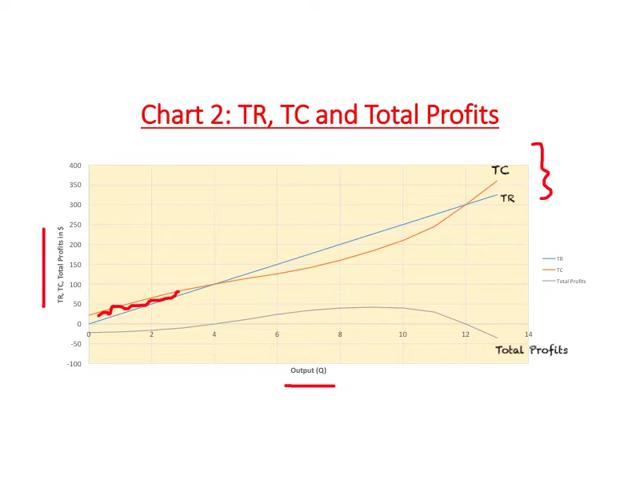 Chart 2: TR, TC and Total Profits
TR, TC, Total Profits in $
400
350
300
250
200
150
100
50
0
-50
-100
0 2 4 6 8 10 12 14
Output (Q)
TC
TR
Total Profits
TR
TC
Total Profits